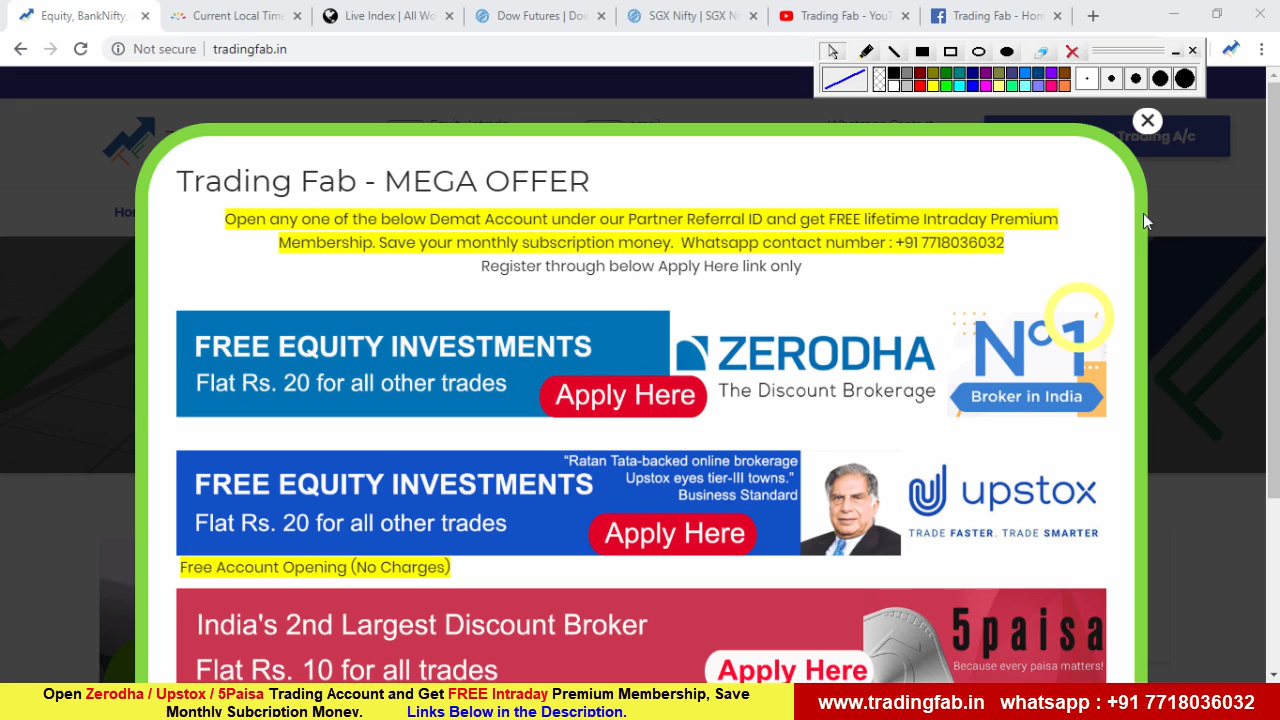 Equity, BankNifty,
Current Local Time
Live Index | All Wo
Dow Futures | Dow
SGX Nifty | SGX N
Trading Fab - YouT
Trading Fab - Hom
Not secure
tradingfab.in
Trading A/c
Trading Fab - MEGA OFFER
Open any one of the below Demat Account under our Partner Referral ID and get FREE lifetime Intraday Premium
Membership. Save your monthly subscription money. Whatsapp contact number : +91 7718036032
Register through below Apply Here link only
FREE EQUITY INVESTMENTS
Flat Rs. 20 for all other trades
Apply Here
ZERODHA
The Discount Brokerage
Nº1
Broker in India
FREE EQUITY INVESTMENTS
Flat Rs. 20 for all other trades
Apply Here
"Ratan Tata-backed online brokerage
Upstox eyes tier-III towns."
Business Standard
upstox
TRADE FASTER. TRADE SMARTER
Free Account Opening (No Charges)
India's 2nd Largest Discount Broker
Flat Rs. 10 for all trades
Apply Here
5paisa
Because every paisa matters!
Open Zerodha / Upstox / 5Paisa Trading Account and Get FREE Intraday Premium Membership, Save
Monthly Subcription Money. Links Below in the Description.
www.tradingfab.in whatsapp : +91 7718036032